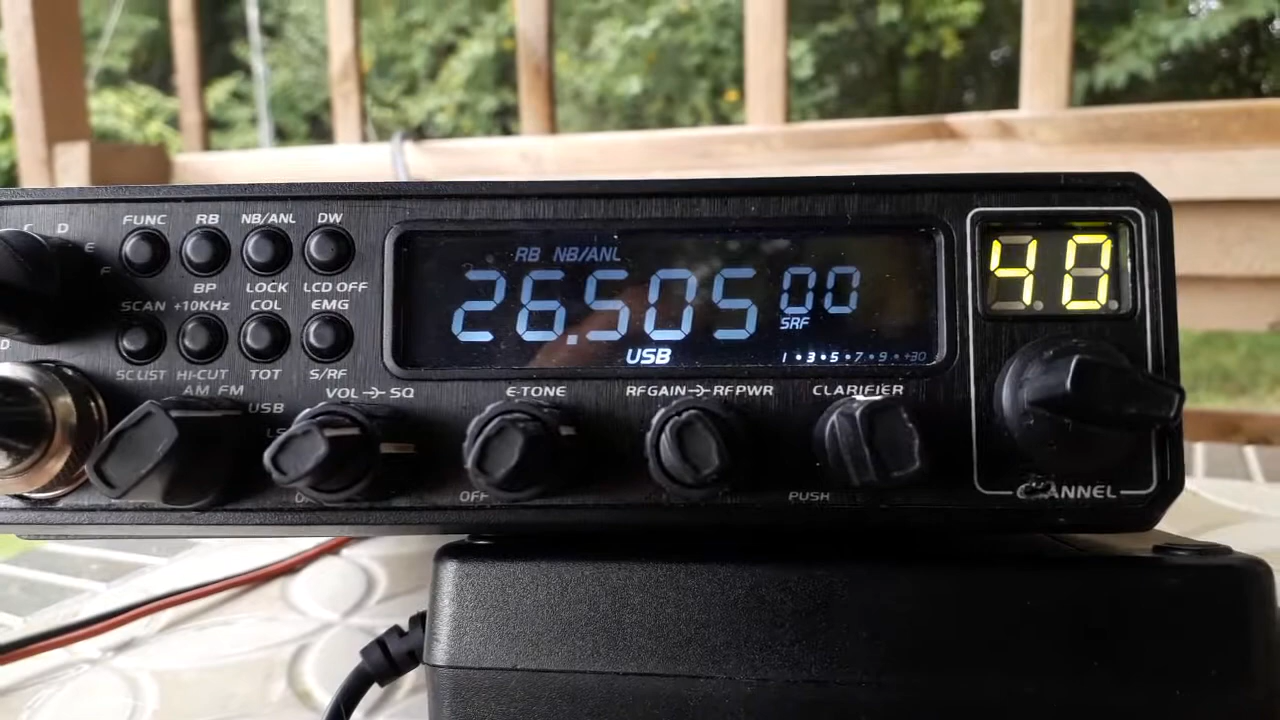 C D
E
F
FUNC RB NB/ANL DW
BP LOCK LCD OFF
SCAN +10KHz COL EMG
SC.LIST HI-CUT TOT S/RF
AM FM
USB
VOL SQ
E-TONE
RFGAIN RFPWR
CLARIFIER
OFF
PUSH
RB NB/ANL
26.505 00
SRF
USB
1 • 3 • 5 • 7 • 9 • +30
40
CHANNEL